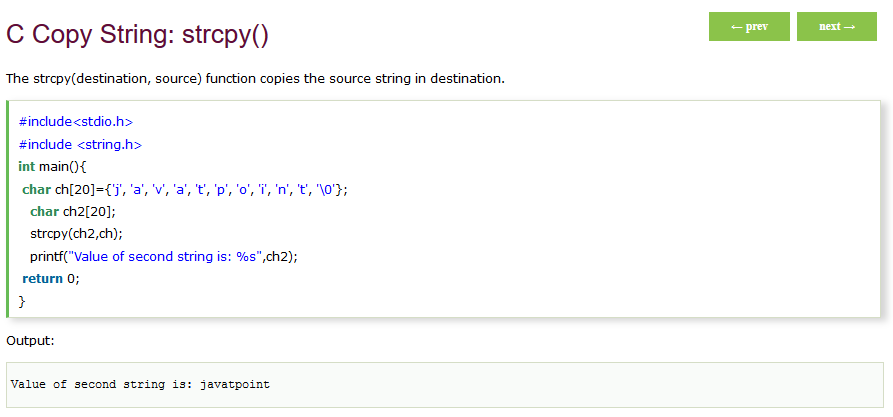 C Copy String: strcpy()
← prev
next →
The strcpy(destination, source) function copies the source string in destination.
#include<stdio.h>
#include <string.h>
int main(){
char ch[20]={'j', 'a', 'v', 'a', 't', 'p', 'o', 'i', 'n', 't', '\0'};
char ch2[20];
strcpy(ch2,ch);
printf("Value of second string is: %s",ch2);
return 0;
}
Output:
Value of second string is: javatpoint